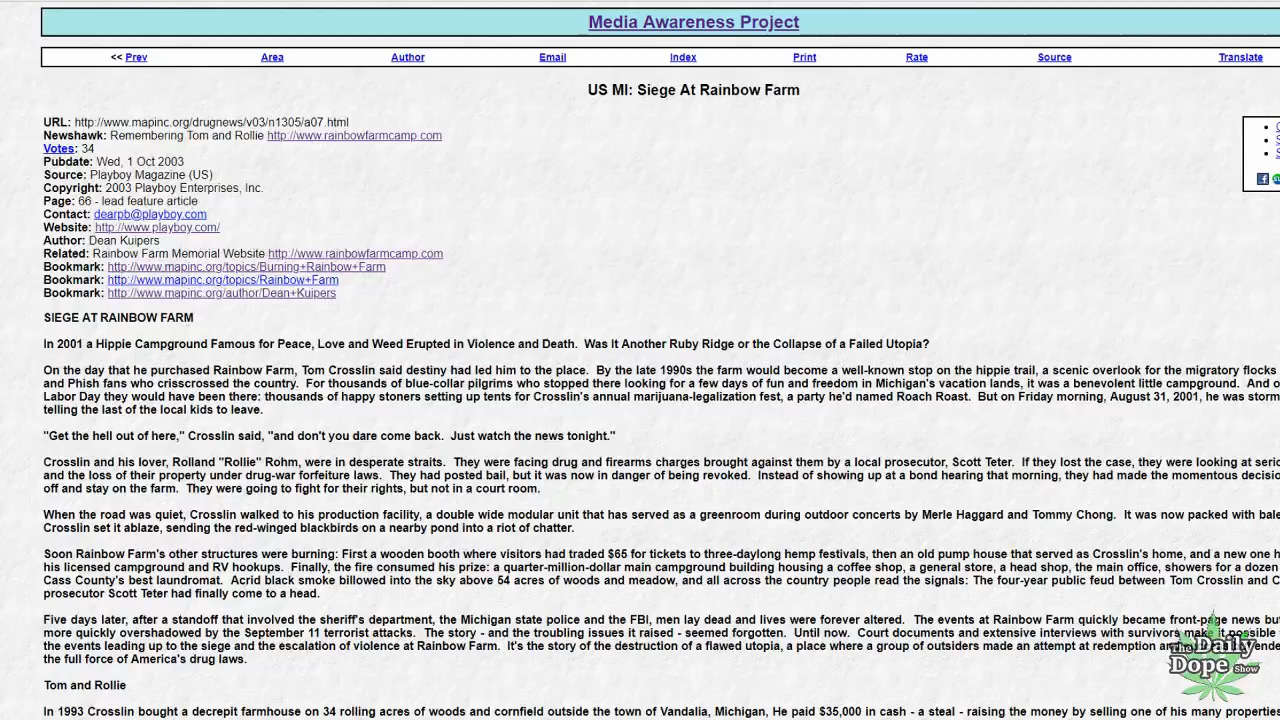 Media Awareness Project
<< Prev Area Author Email Index Print Rate Source Translate
US MI: Siege At Rainbow Farm
URL: http://www.mapinc.org/drugnews/v03/n1305/a07.html
Newshawk: Remembering Tom and Rollie http://www.rainbowfarmcamp.com
Votes: 34
Pubdate: Wed, 1 Oct 2003
Source: Playboy Magazine (US)
Copyright: 2003 Playboy Enterprises, Inc.
Page: 66 - lead feature article
Contact: dearpb@playboy.com
Website: http://www.playboy.com/
Author: Dean Kuipers
Related: Rainbow Farm Memorial Website http://www.rainbowfarmcamp.com
Bookmark: http://www.mapinc.org/topics/Burning+Rainbow+Farm
Bookmark: http://www.mapinc.org/topics/Rainbow+Farm
Bookmark: http://www.mapinc.org/author/Dean+Kuipers
SIEGE AT RAINBOW FARM
In 2001 a Hippie Campground Famous for Peace, Love and Weed Erupted in Violence and Death. Was It Another Ruby Ridge or the Collapse of a Failed Utopia?
On the day that he purchased Rainbow Farm, Tom Crosslin said destiny had led him to the place. By the late 1990s the farm would become a well-known stop on the hippie trail, a scenic overlook for the migratory flocks
and Phish fans who crisscrossed the country. For thousands of blue-collar pilgrims who stopped there looking for a few days of fun and freedom in Michigan's vacation lands, it was a benevolent little campground. And o
Labor Day they would have been there: thousands of happy stoners setting up tents for Crosslin's annual marijuana-legalization fest, a party he'd named Roach Roast. But on Friday morning, August 31, 2001, he was storm
telling the last of the local kids to leave.
"Get the hell out of here," Crosslin said, "and don't you dare come back. Just watch the news tonight."
Crosslin and his lover, Rolland "Rollie" Rohm, were in desperate straits. They were facing drug and firearms charges brought against them by a local prosecutor, Scott Teter. If they lost the case, they were looking at serio
and the loss of their property under drug-war forfeiture laws. They had posted bail, but it was now in danger of being revoked. Instead of showing up at a bond hearing that morning, they had made the momentous decisio
off and stay on the farm. They were going to fight for their rights, but not in a court room.
When the road was quiet, Crosslin walked to his production facility, a double wide modular unit that has served as a greenroom during outdoor concerts by Merle Haggard and Tommy Chong. It was now packed with bale
Crosslin set it ablaze, sending the red-winged blackbirds on a nearby pond into a riot of chatter.
Soon Rainbow Farm's other structures were burning: First a wooden booth where visitors had traded $65 for tickets to three-daylong hemp festivals, then an old pump house that served as Crosslin's home, and a new one h
his licensed campground and RV hookups. Finally, the fire consumed his prize: a quarter-million-dollar main campground building housing a coffee shop, a general store, a head shop, the main office, showers for a dozen
Cass County's best laundromat. Acrid black smoke billowed into the sky above 54 acres of woods and meadow, and all across the country people read the signals: The four-year public feud between Tom Crosslin and C
prosecutor Scott Teter had finally come to a head.
Five days later, after a standoff that involved the sheriff's department, the Michigan state police and the FBI, men lay dead and lives were forever altered. The events at Rainbow Farm quickly became front-page news but
more quickly overshadowed by the September 11 terrorist attacks. The story - and the troubling issues it raised - seemed forgotten. Until now. Court documents and extensive interviews with survivors make it possible
the events leading up to the siege and the escalation of violence at Rainbow Farm. It's the story of the destruction of a flawed utopia, a place where a group of outsiders made an attempt at redemption an
the full force of America's drug laws.
The Daily
Dope Show
Tom and Rollie
In 1993 Crosslin bought a decrepit farmhouse on 34 rolling acres of woods and cornfield outside the town of Vandalia, Michigan, He paid $35,000 in cash - a steal - raising the money by selling one of his many properties